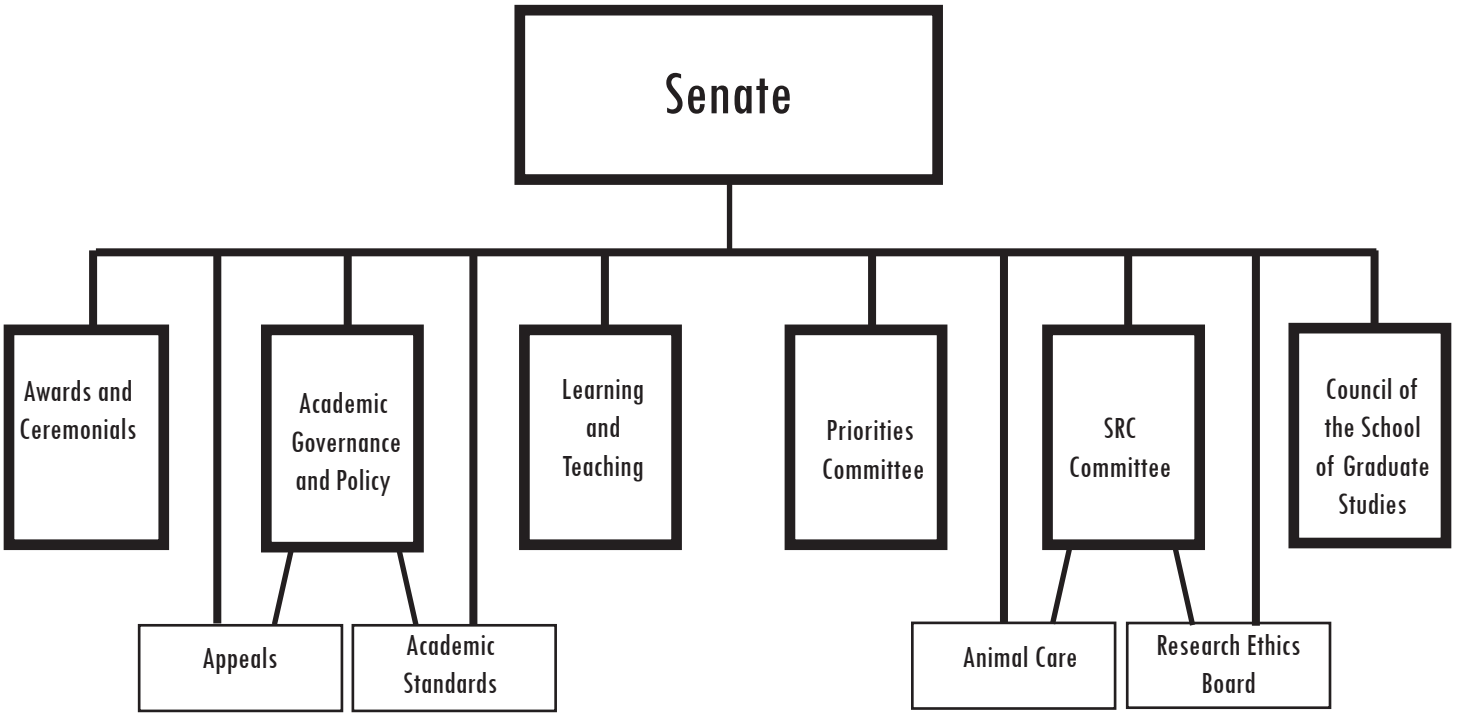 Senate
Awards and
Ceremonials
Academic
Governance
and Policy
Learning
and
Teaching
Priorities
Committee
SRC
Committee
Council of
the School
of Graduate
Studies
Appeals
Academic
Standards
Animal Care
Research Ethics
Board